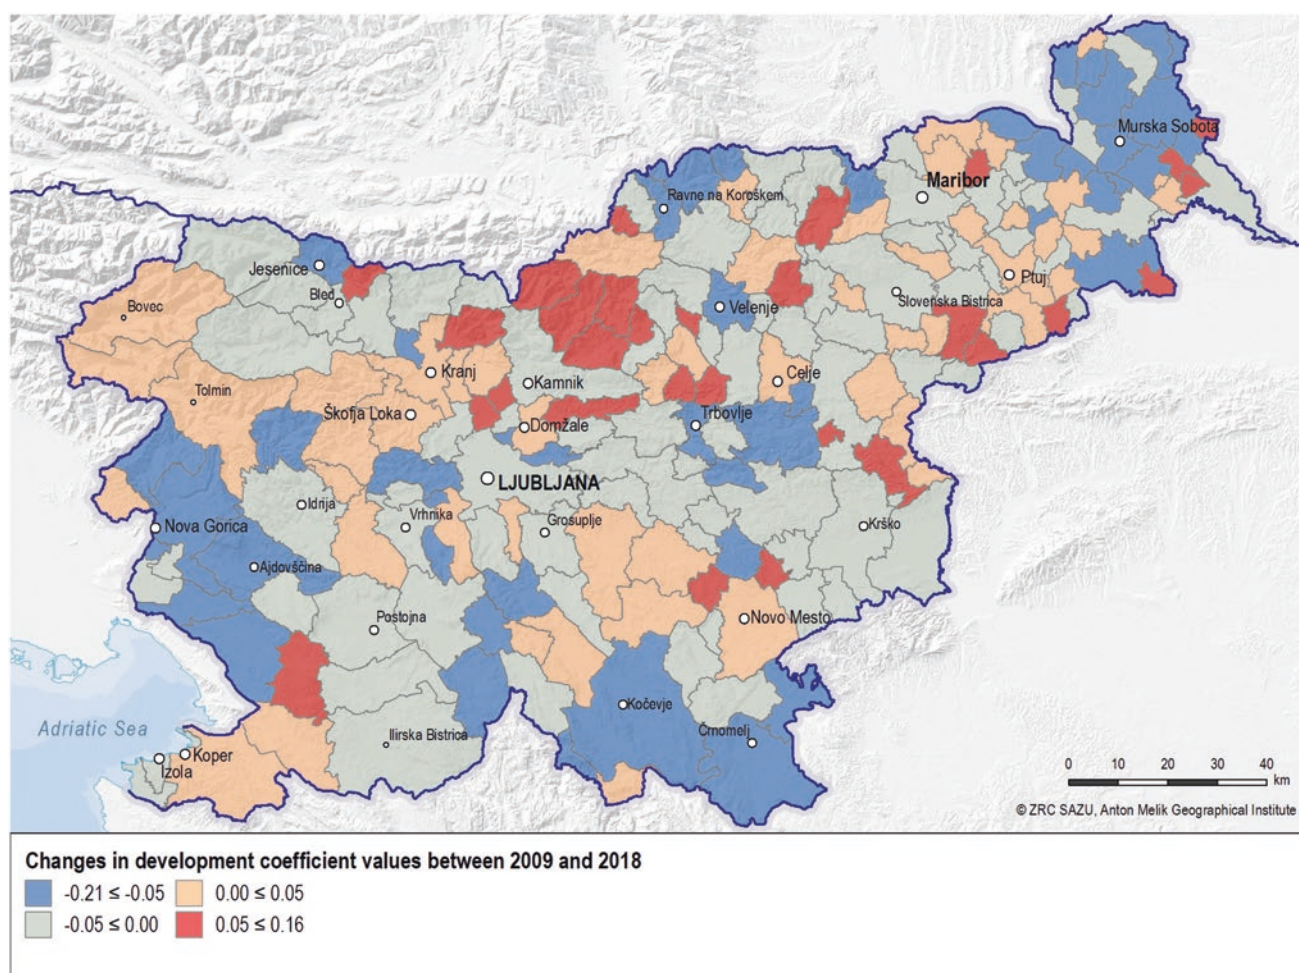 Murska Sobota
Maribor
Ravne na Koroškem
Jesenice
Bled
Bovec
Velenje
Ptuj
Slovenska Bistrica
Tolmin
Kranj
Kamnik
Celje
Škofja Loka
Domžale
Trbovlje
LJUBLJANA
Idrija
Vrhnika
Grosuplje
Krško
Nova Gorica
Ajdovščina
Postojna
Novo Mesto
Kočevje
Črnomelj
Adriatic Sea
Ilirska Bistrica
Koper
Izola
0 10 20 30 40
km
© ZRC SAZU, Anton Melik Geographical Institute
Changes in development coefficient values between 2009 and 2018
-0.21 ≤ -0.05 0.00 ≤ 0.05
-0.05 ≤ 0.00 0.05 ≤ 0.16